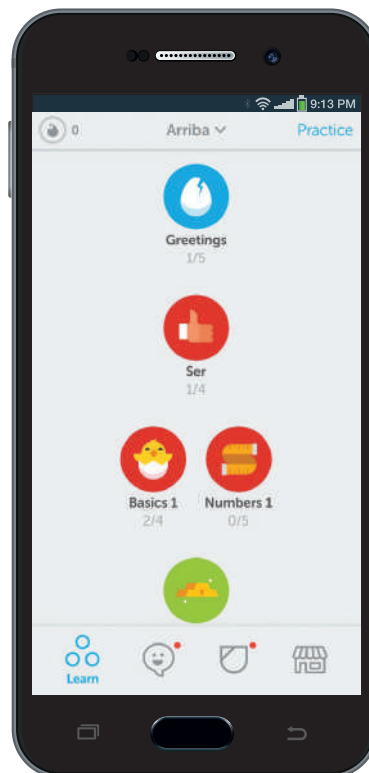 9:13 PM
0 Arriba Practice
Greetings
1/5
Ser
1/4
Basics 1 Numbers 1
2/4 0/5
Learn